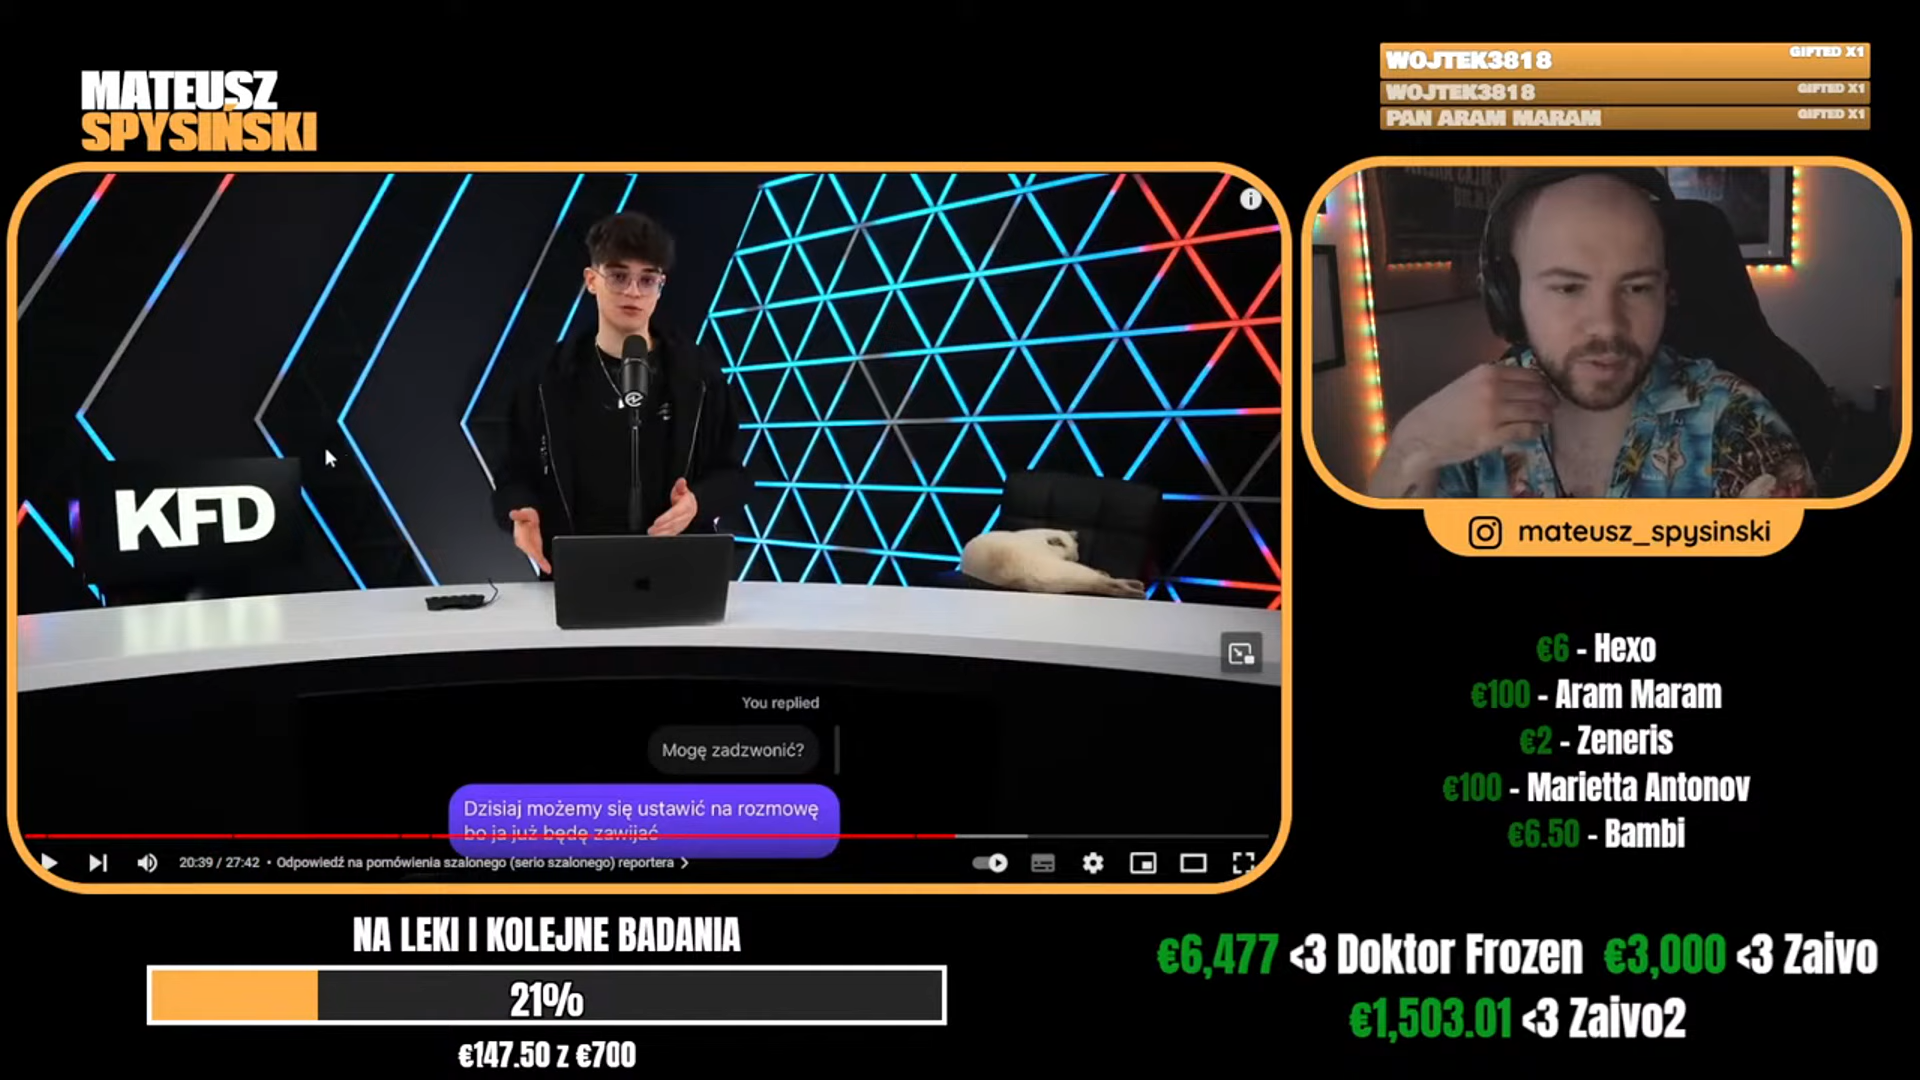 MATEUSZ
SPYSIŃSKI
WOJTEK3818 GIFTED X1
WOJTEK3818 GIFTED X1
PAN ARAM MARAM GIFTED X1
KFD
You replied
Mogę zadzwonić?
Dzisiaj możemy się ustawić na rozmowę
bo ja już będę zawijać
20:39 / 27:42 • Odpowiedź na pomówienia szalonego (serio szalonego) reportera
mateusz_spysinski
€6 - Hexo
€100 - Aram Maram
€2 - Zeneris
€100 - Marietta Antonov
€6.50 - Bambi
NA LEKI I KOLEJNE BADANIA
21%
€147.50 z €700
€6,477 <3 Doktor Frozen €3,000 <3 Zaivo
€1,503.01 <3 Zaivo2